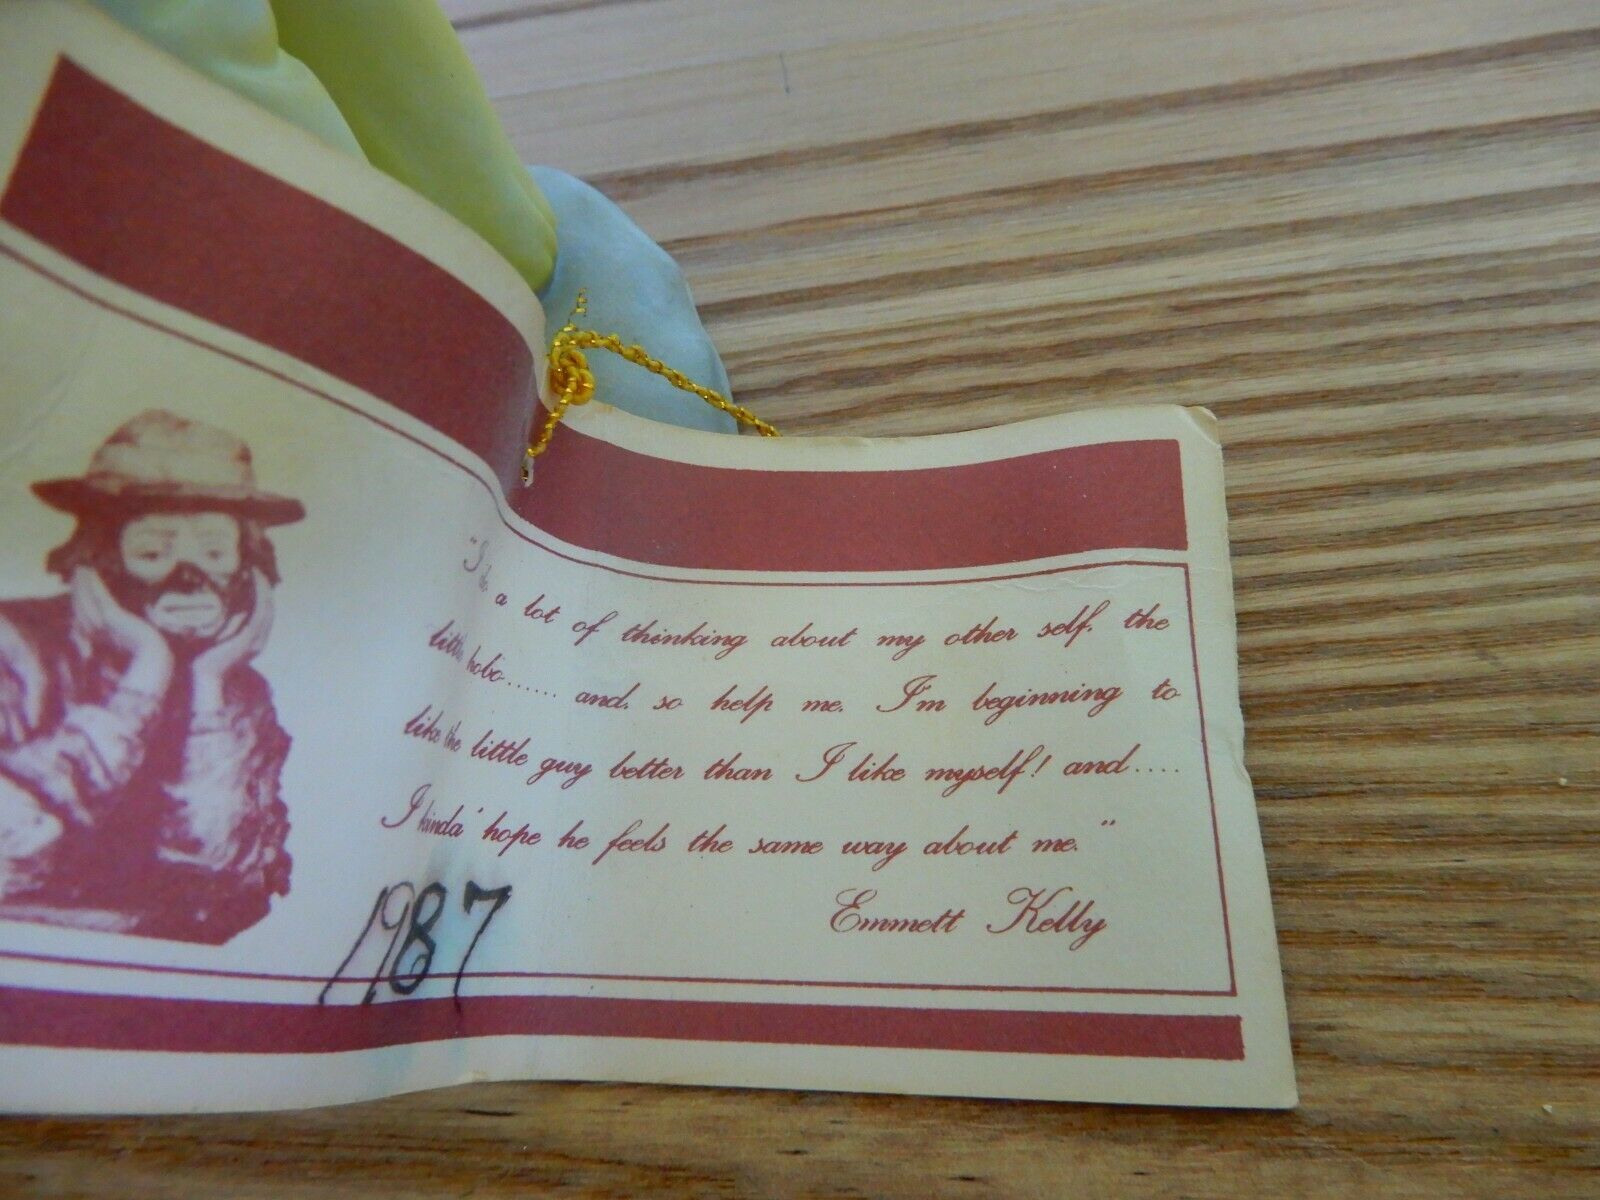 "I do a lot of thinking about my other self, the
little hobo...... and, so help me, I'm beginning to
like the little guy better than I like myself! and....
I kinda' hope he feels the same way about me."
Emmett Kelly
1987